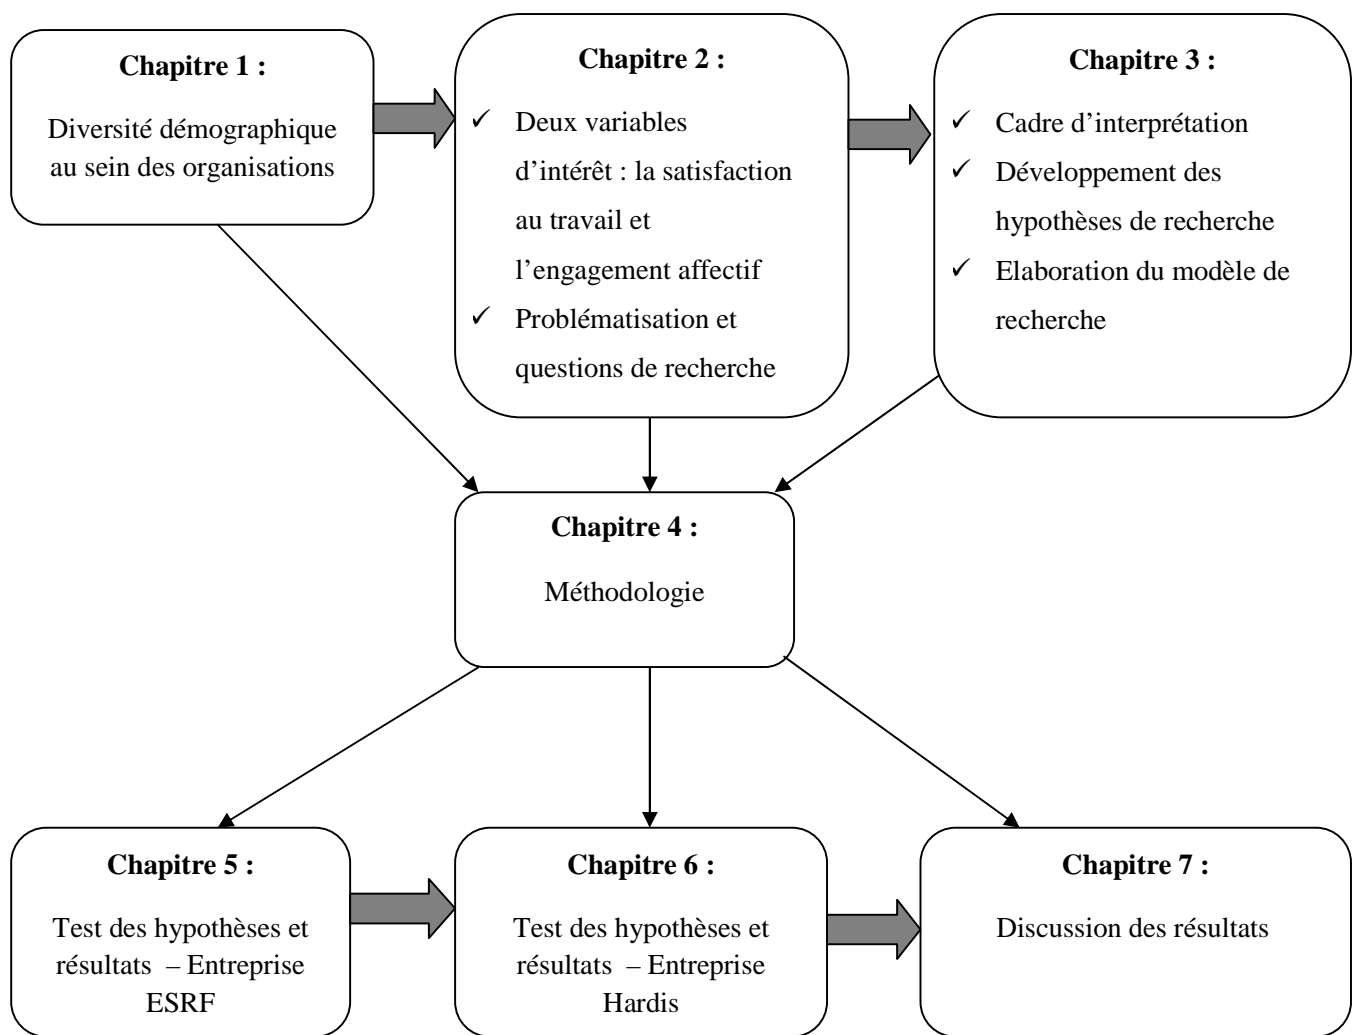 Chapitre 1 :
Diversité démographique
au sein des organisations
Chapitre 2 :
✓ Deux variables
d’intérêt : la satisfaction
au travail et
l’engagement affectif
✓ Problématisation et
questions de recherche
Chapitre 3 :
✓ Cadre d’interprétation
✓ Développement des
hypothèses de recherche
✓ Elaboration du modèle de
recherche
Chapitre 4 :
Méthodologie
Chapitre 5 :
Test des hypothèses et
résultats – Entreprise
ESRF
Chapitre 6 :
Test des hypothèses et
résultats – Entreprise
Hardis
Chapitre 7 :
Discussion des résultats